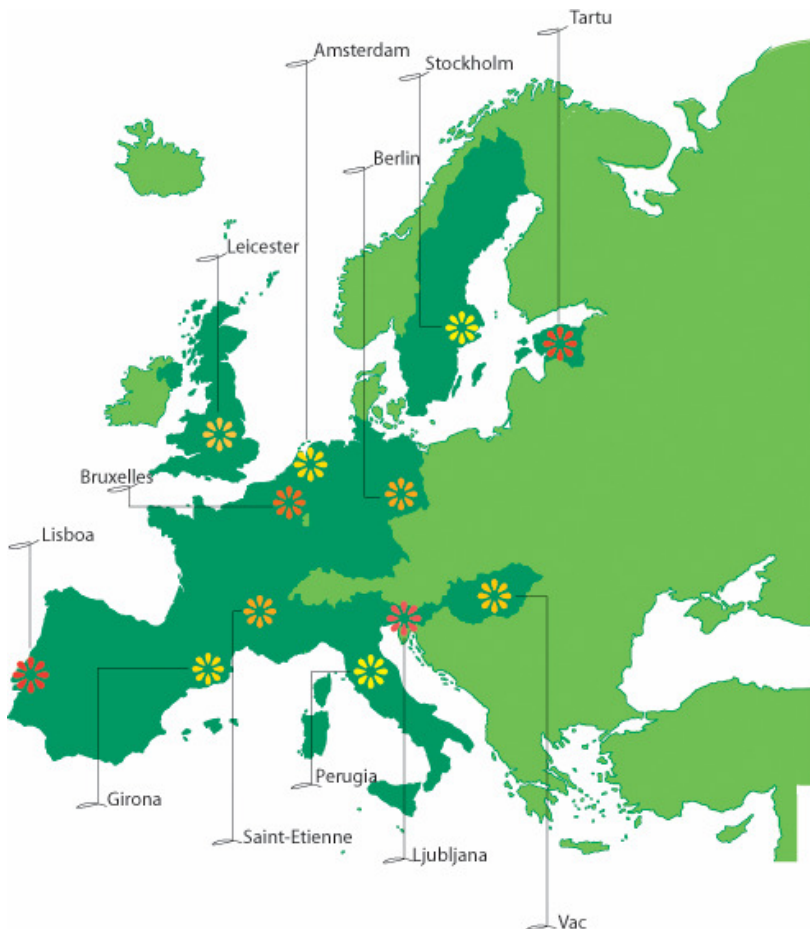 Tartu
Amsterdam
Stockholm
Berlin
Leicester
Bruxelles
Lisboa
Perugia
Girona
Saint-Etienne
Ljubljana
Vac